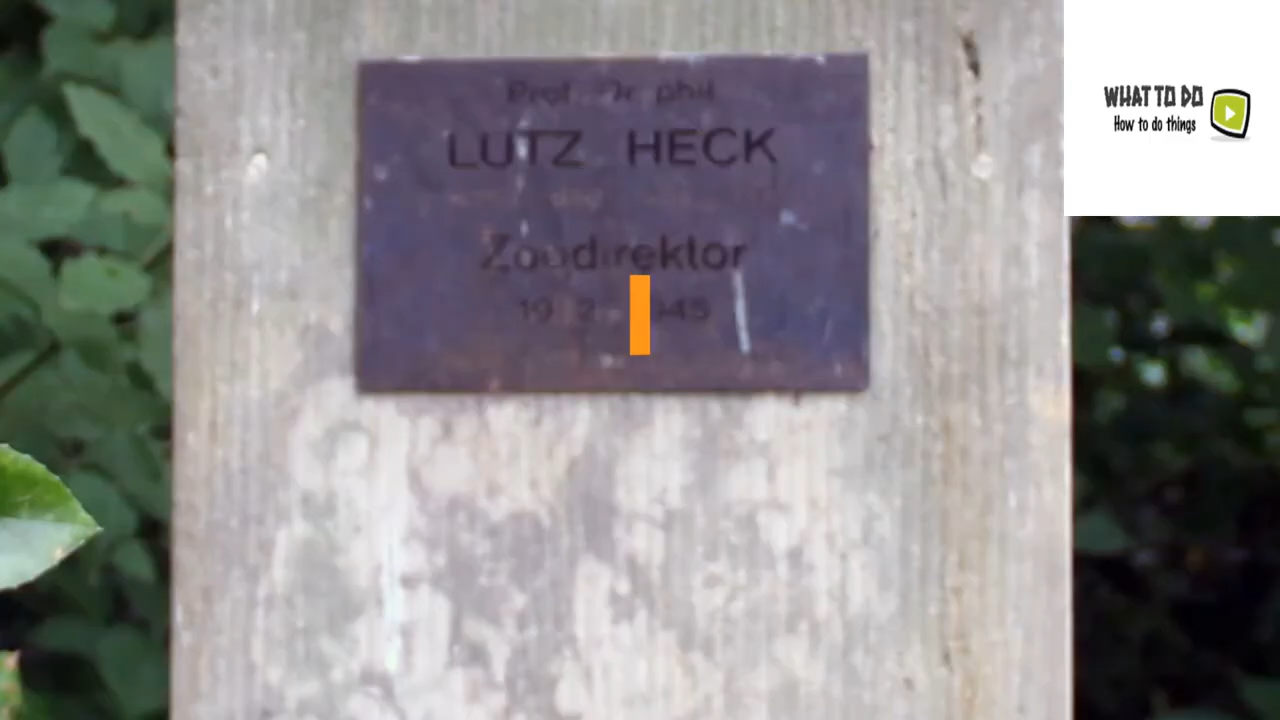 Prof. Dr. phil
LUTZ HECK
Zoodirektor
WHAT TO DO
How to do things